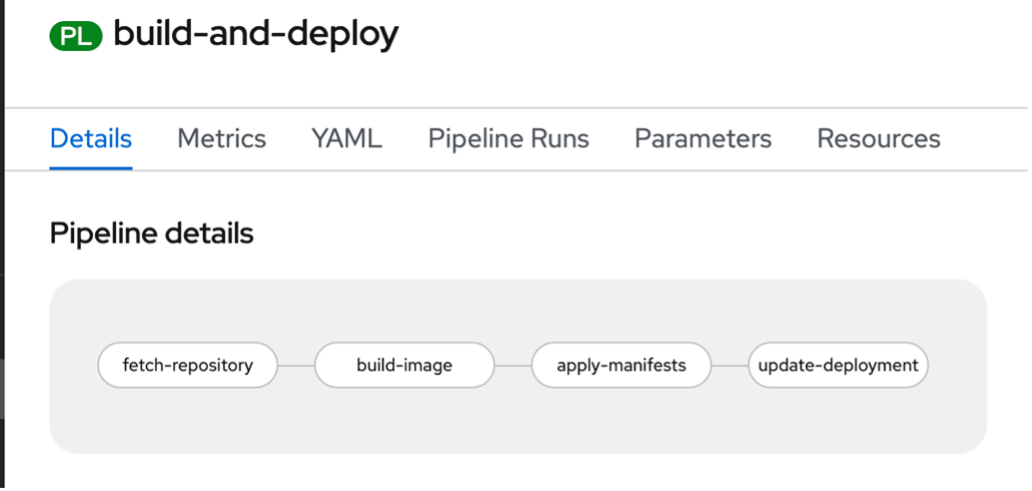 PL build-and-deploy
Details Metrics YAML Pipeline Runs Parameters Resources
Pipeline details
fetch-repository build-image apply-manifests update-deployment